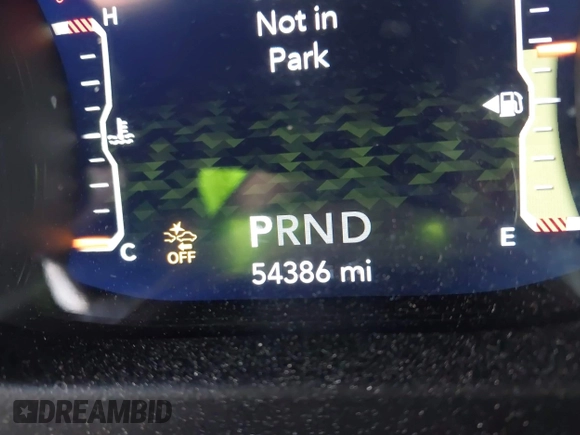 Not in
Park
H
C
OFF
PRND
54386 mi
E
DREAMBID